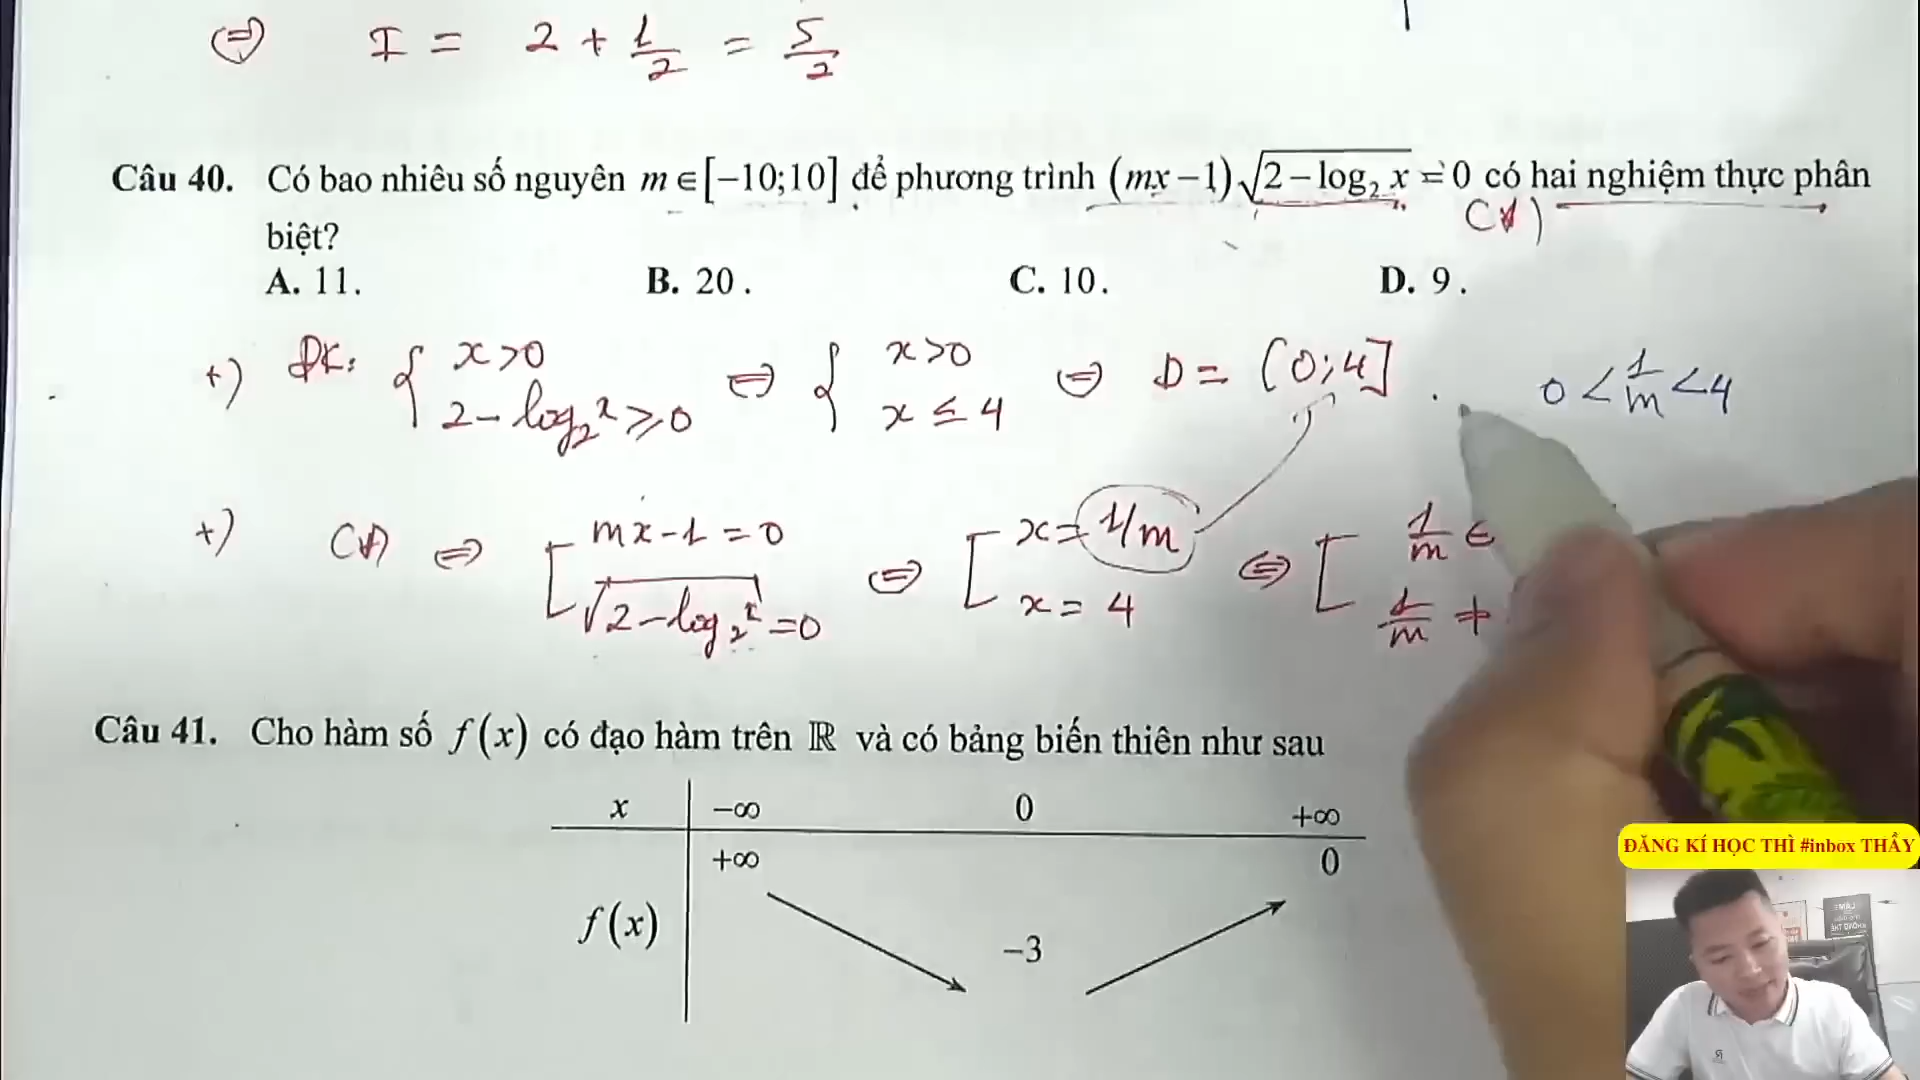 ⇔ I = 2 + 1/2 = 5/2
Câu 40. Có bao nhiêu số nguyên m ∈ [−10;10] để phương trình (mx−1)√(2−log₂ x) = 0 có hai nghiệm thực phân
biệt?
A. 11. B. 20. C. 10. D. 9.
+) ĐK: { x>0 ; 2−log₂x ≥ 0 ⇔ { x>0 ; x ≤ 4 ⇔ D = (0;4] 0 < 1/m < 4
+) ⇔ [ mx−1=0 ; √(2−log₂x)=0 ⇔ [ x=1/m ; x=4 ⇔ [ 1/m ∈ ; 1/m ≠
Câu 41. Cho hàm số f(x) có đạo hàm trên ℝ và có bảng biến thiên như sau
x −∞ 0 +∞
+∞ 0
f(x)
−3
ĐĂNG KÍ HỌC THÌ #inbox THẦY